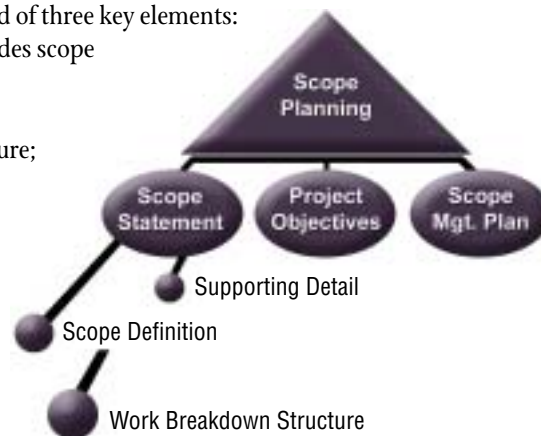 d of three key elements:
des scope
ure;
Scope
Planning
Scope
Statement
Project
Objectives
Scope
Mgt. Plan
Supporting Detail
Scope Definition
Work Breakdown Structure